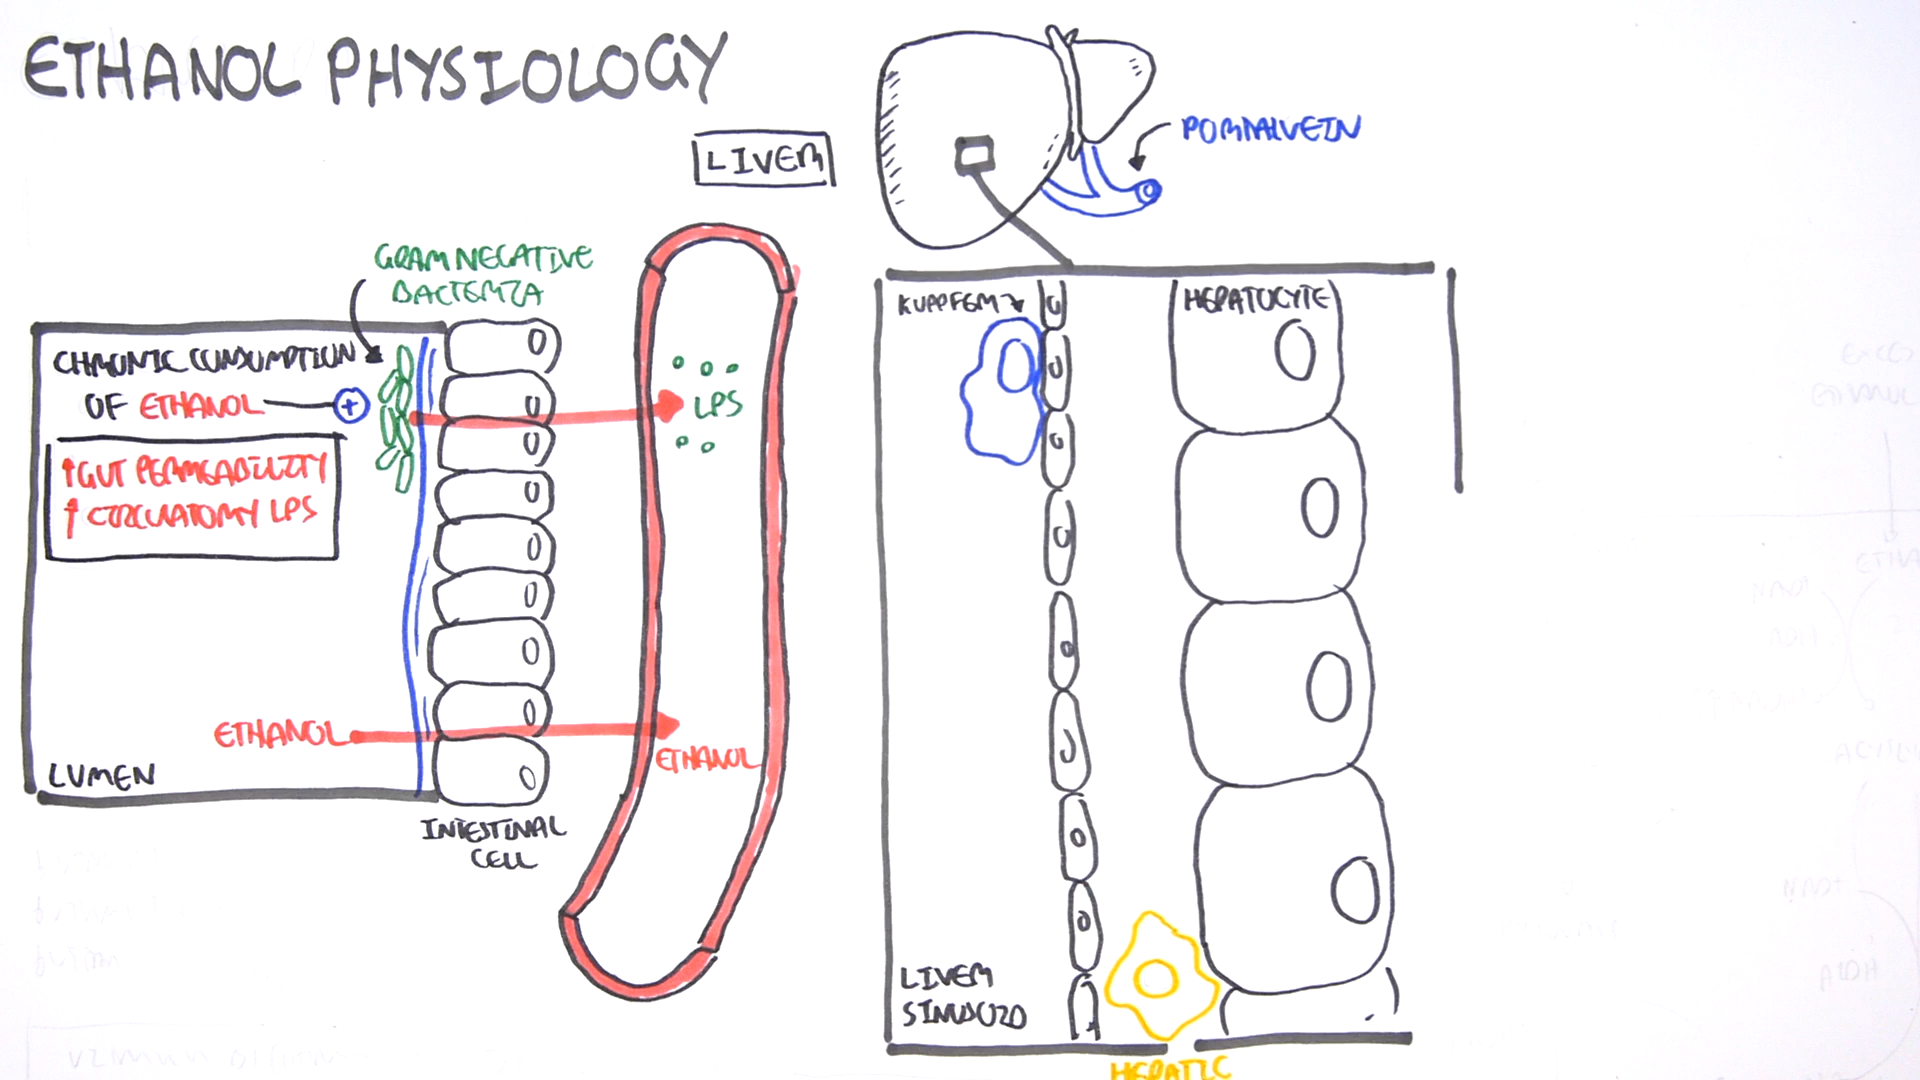 ETHANOL PHYSIOLOGY
LIVER
PORTAL VEIN
GRAM NEGATIVE
BACTERIA
CHRONIC CONSUMPTION
OF ETHANOL +
↑ GUT PERMEABILITY
↑ CIRCULATORY LPS
LPS
ETHANOL
ETHANOL
LUMEN
INTESTINAL
CELL
KUPPFER
HEPATOCYTE
LIVER
SINUSOID
HEPATIC